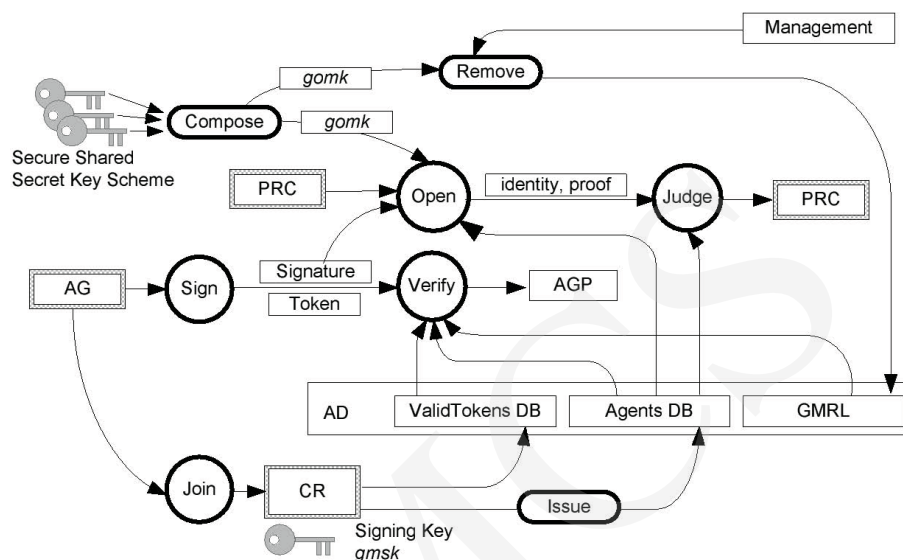 Management
gomk
Remove
Compose
gomk
Secure Shared
Secret Key Scheme
PRC
Open
identity, proof
Judge
PRC
AG
Sign
Signature
Token
Verify
AGP
AD
ValidTokens DB
Agents DB
GMRL
Join
CR
Issue
Signing Key
gmsk
MCS